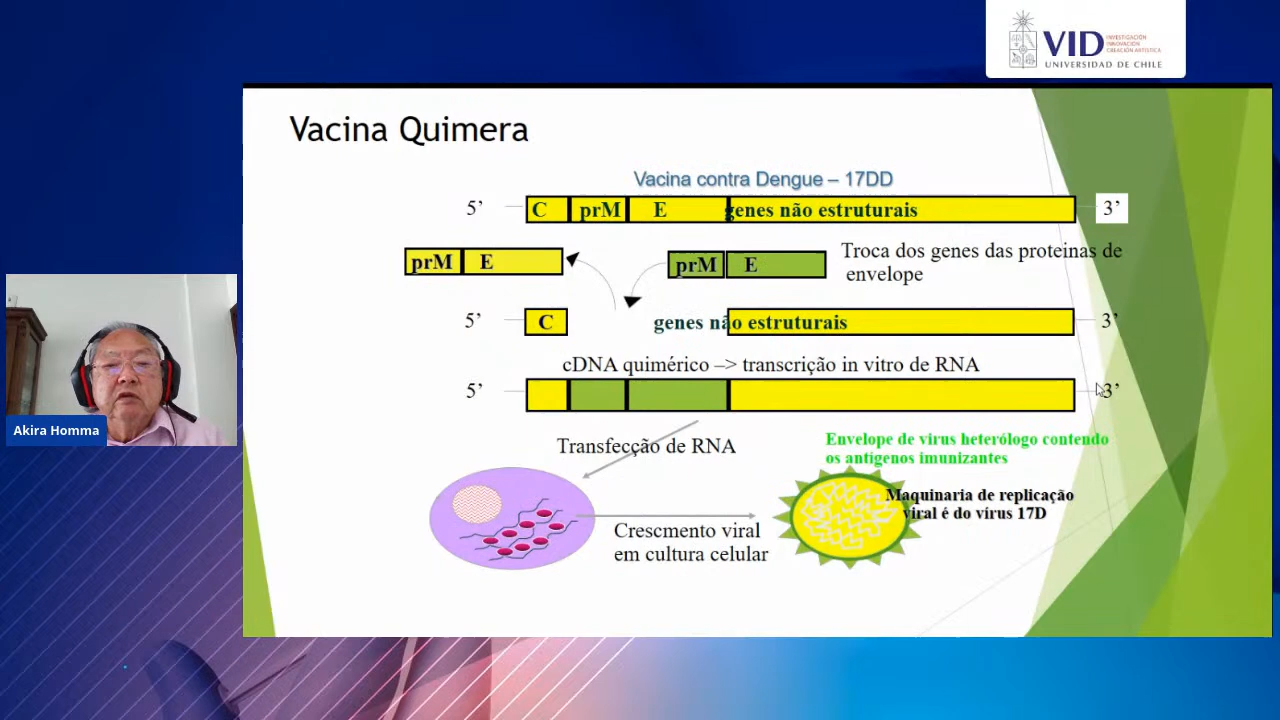 VID
INVESTIGACIÓN
INNOVACIÓN
CREACIÓN ARTÍSTICA
UNIVERSIDAD DE CHILE
Vacina Quimera
Vacina contra Dengue – 17DD
5’ C prM E genes não estruturais 3’
prM E prM E
Troca dos genes das proteinas de
envelope
5’ C genes não estruturais 3’
cDNA quimérico –> transcrição in vitro de RNA
5’ 3’
Transfecção de RNA
Envelope de virus heterólogo contendo
os antigenos imunizantes
Maquinaria de replicação
viral é do vírus 17D
Crescmento viral
em cultura celular
Akira Homma